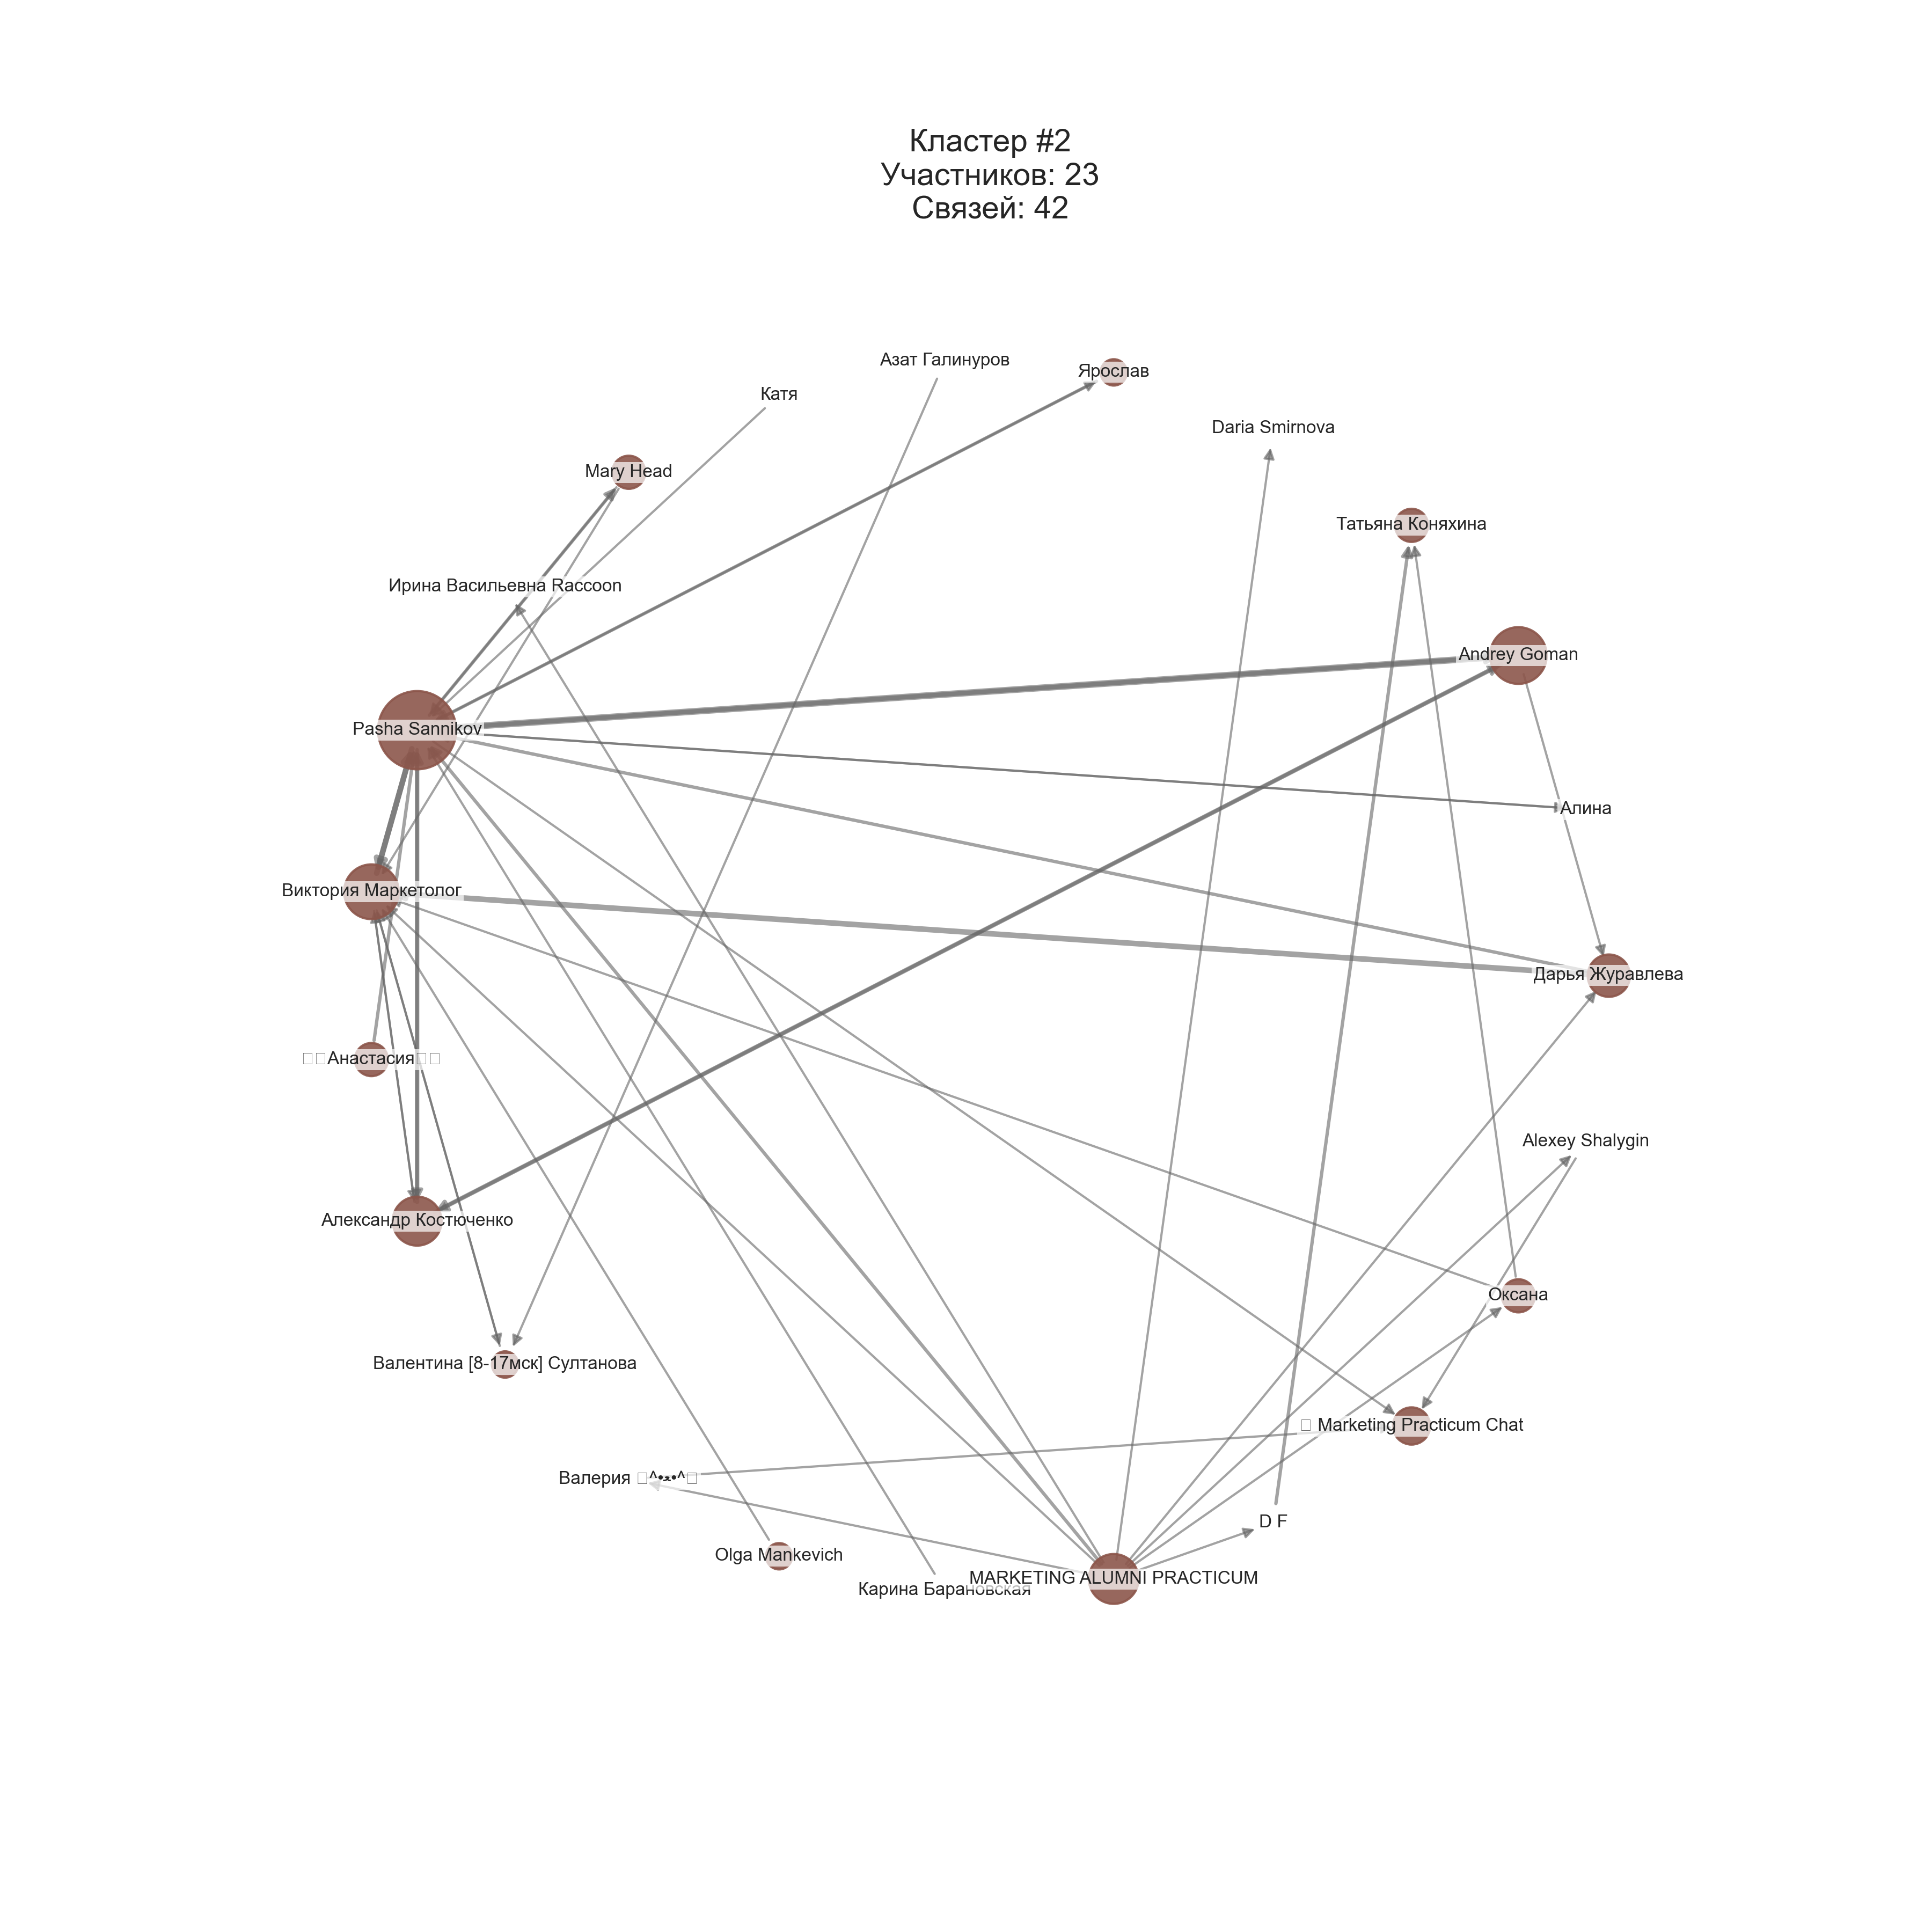 Кластер #2
Участников: 23
Связей: 42
Азат Галинуров
Ярослав
Катя
Daria Smirnova
Mary Head
Татьяна Коняхина
Ирина Васильевна Raccoon
Andrey Goman
Pasha Sannikov
Алина
Виктория Маркетолог
Дарья Журавлева
□□Анастасия□□
Alexey Shalygin
Александр Костюченко
Оксана
Валентина [8-17мск] Султанова
□ Marketing Practicum Chat
Валерия □^•ﻌ•^□
D F
Olga Mankevich
MARKETING ALUMNI PRACTICUM
Карина Барановская